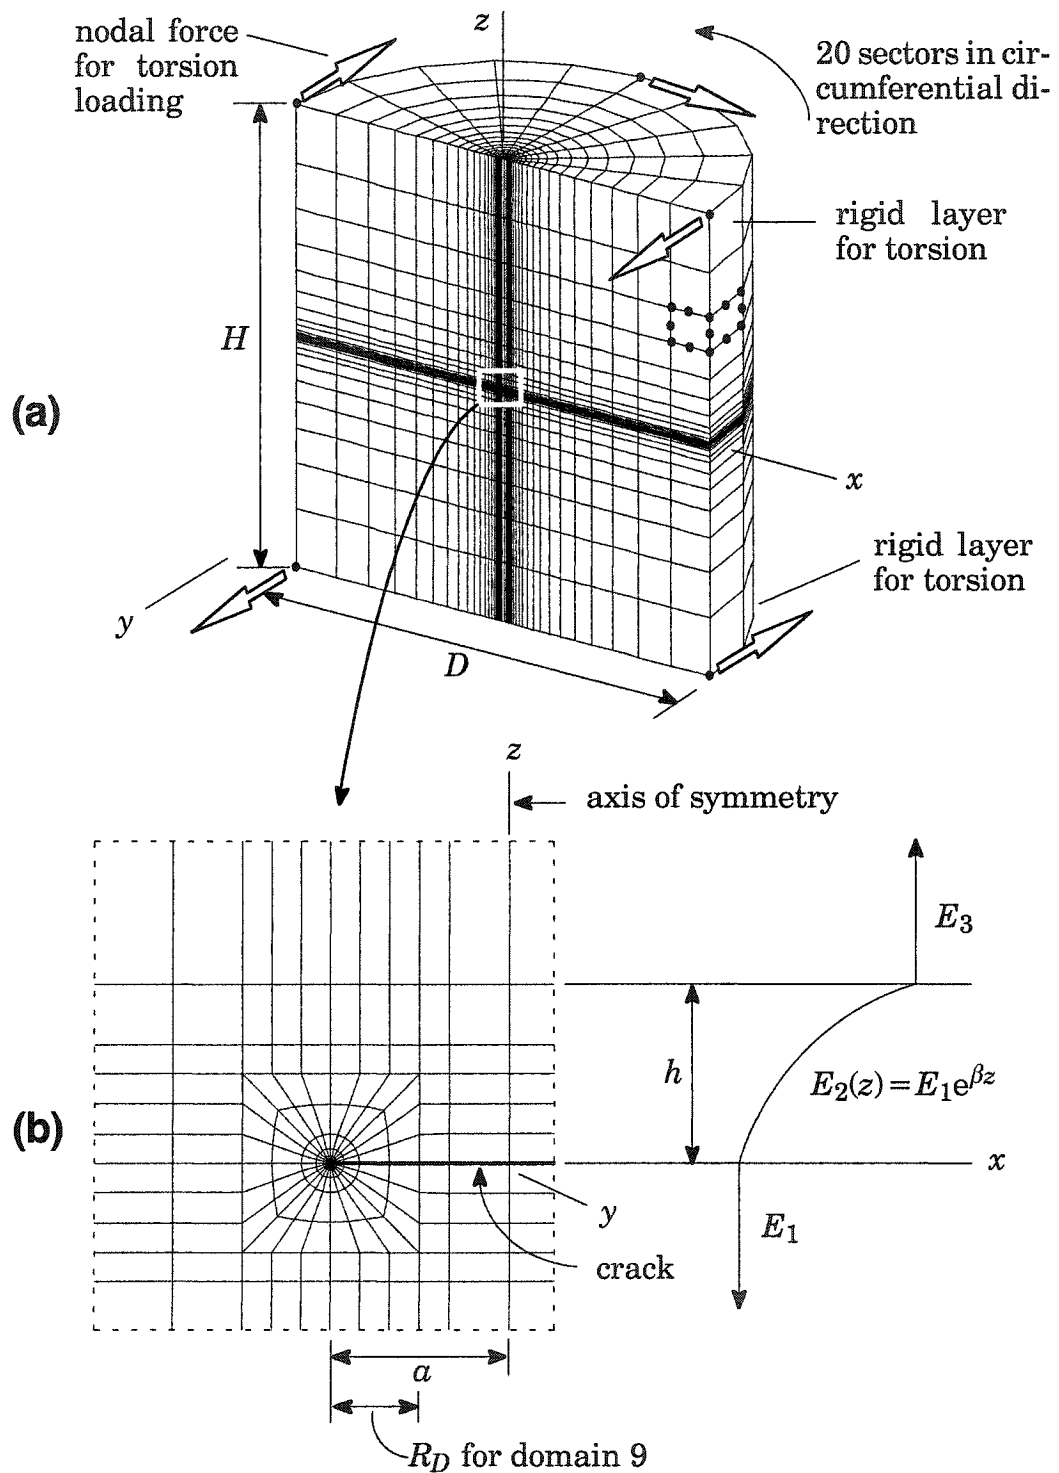 nodal force
for torsion
loading
z
20 sectors in cir-
cumferential di-
rection
rigid layer
for torsion
H
(a)
x
rigid layer
for torsion
y
D
z
axis of symmetry
E3
h
E2(z) = E1e^βz
(b)
x
y
E1
crack
a
RD for domain 9